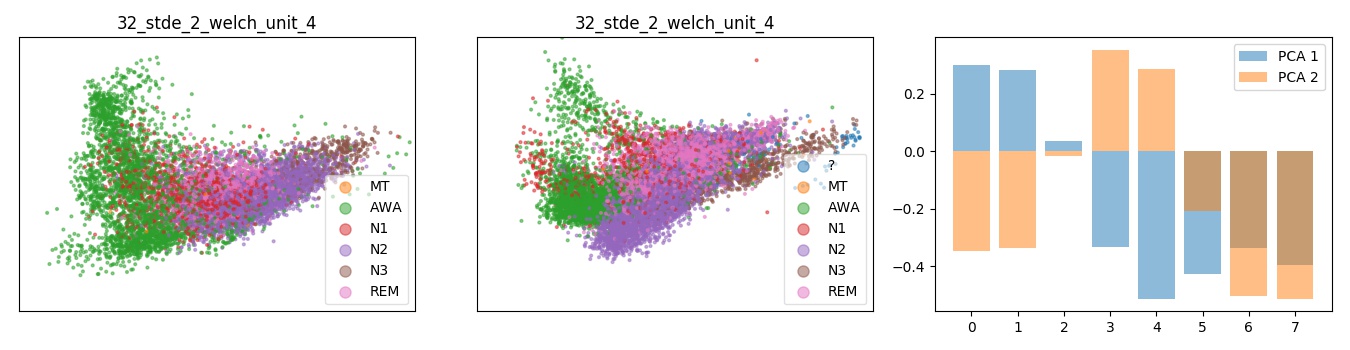 32_stde_2_welch_unit_4
MT
AWA
N1
N2
N3
REM
32_stde_2_welch_unit_4
?
MT
AWA
N1
N2
N3
REM
PCA 1
PCA 2
0.2
0.0
−0.2
−0.4
0 1 2 3 4 5 6 7